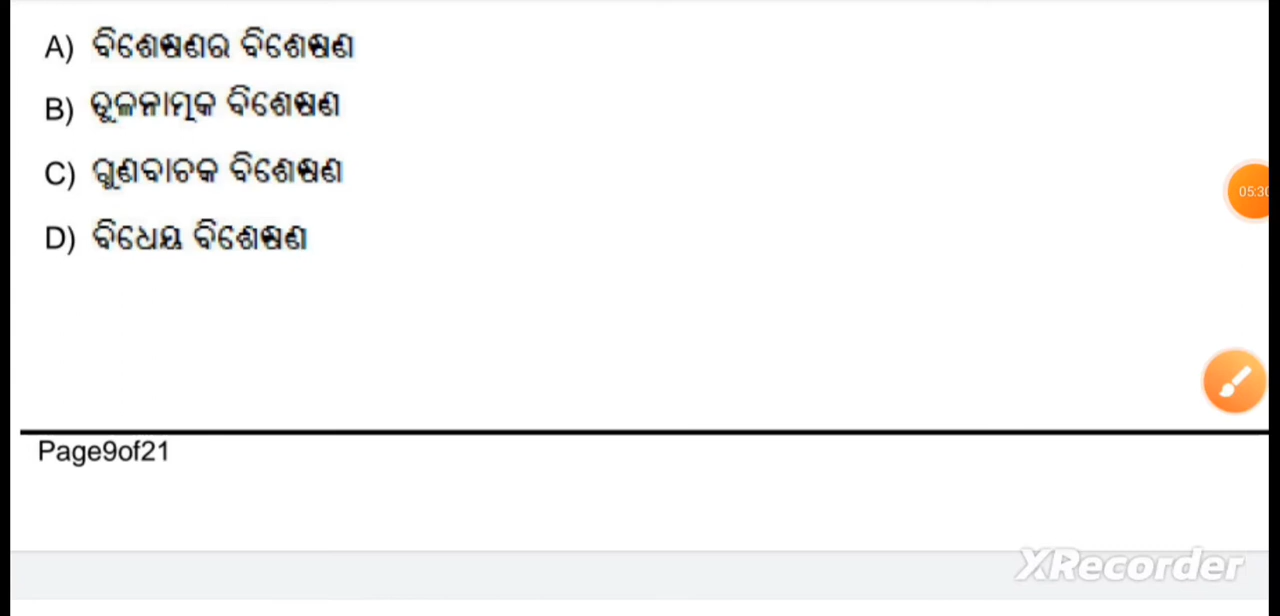 A) ବିଶେଷଣର ବିଶେଷଣ
B) ତୁଳନାତ୍ମକ ବିଶେଷଣ
C) ଗୁଣବାଚକ ବିଶେଷଣ
05:30
D) ବିଧେୟ ବିଶେଷଣ
Page9of21
XRecorder